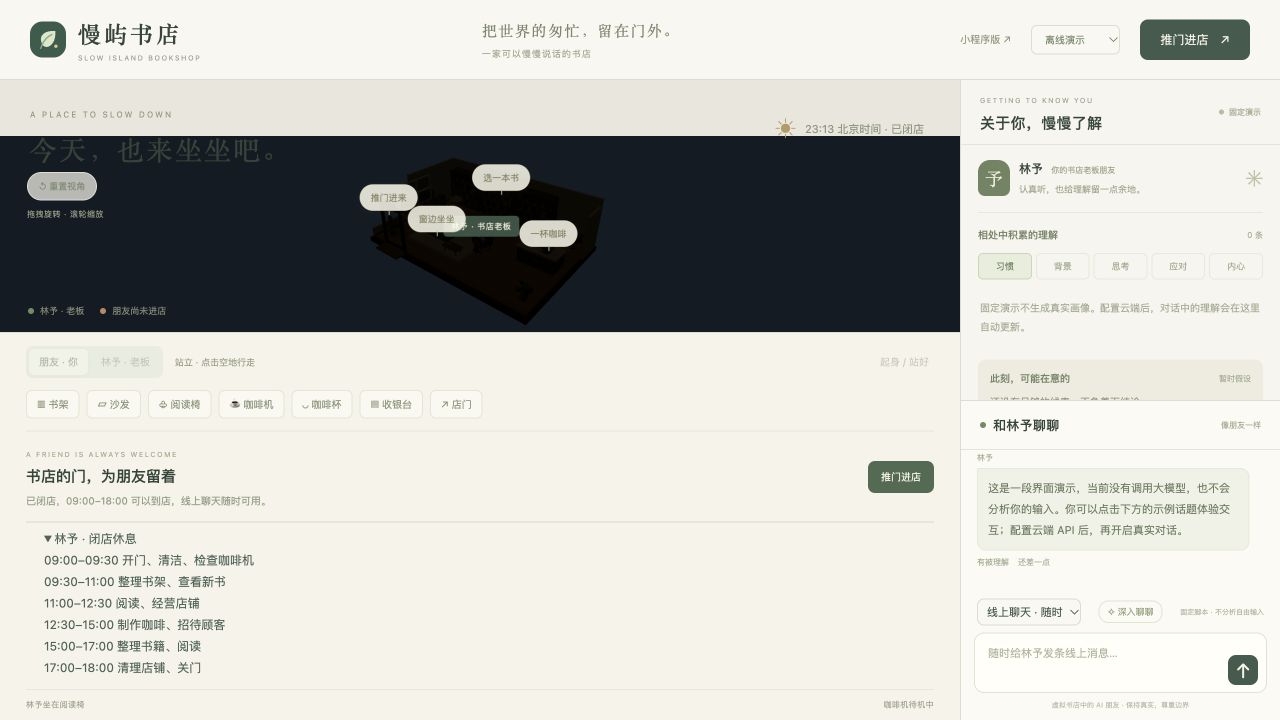 慢屿书店
SLOW ISLAND BOOKSHOP
把世界的匆忙，留在门外。
一家可以慢慢说话的书店
小程序版 ↗
离线演示
推门进店 ↗
A PLACE TO SLOW DOWN
23:13 北京时间 · 已闭店
今天，也来坐坐吧。
重置视角
拖拽旋转 · 滚轮缩放
选一本书
推门进来
窗边坐坐
予 · 书店老板
一杯咖啡
林予 · 老板
朋友尚未进店
朋友 · 你
林予 · 老板
站立 · 点击空地行走
起身 / 站好
书架
沙发
阅读椅
咖啡机
咖啡杯
收银台
店门
A FRIEND IS ALWAYS WELCOME
书店的门，为朋友留着
已闭店，09:00–18:00 可以到店，线上聊天随时可用。
推门进店
▼林予 · 闭店休息
09:00–09:30 开门、清洁、检查咖啡机
09:30–11:00 整理书架、查看新书
11:00–12:30 阅读、经营店铺
12:30–15:00 制作咖啡、招待顾客
15:00–17:00 整理书籍、阅读
17:00–18:00 清理店铺、关门
林予坐在阅读椅
咖啡机待机中
GETTING TO KNOW YOU
关于你，慢慢了解
固定演示
予
林予 你的书店老板朋友
认真听，也给理解留一点余地。
相处中积累的理解
0 条
习惯
背景
思考
应对
内心
固定演示不生成真实画像。配置云端后，对话中的理解会在这里
自动更新。
此刻，可能在意的
暂时假设
和林予聊聊
像朋友一样
林予
这是一段界面演示，当前没有调用大模型，也不会
分析你的输入。你可以点击下方的示例话题体验交
互；配置云端 API 后，再开启真实对话。
有被理解 还差一点
线上聊天 · 随时
深入聊聊
固定脚本 · 不分析自由输入
随时给林予发条线上消息...
虚拟书店中的 AI 朋友 · 保持真实，尊重边界